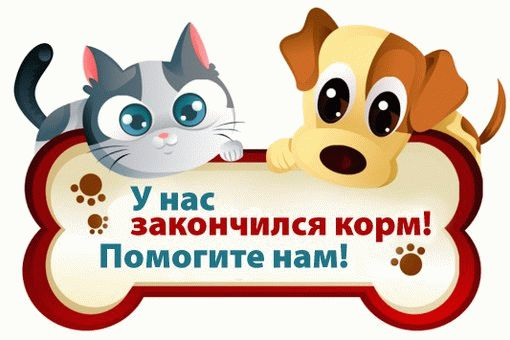 У нас
закончился корм!
Помогите нам!